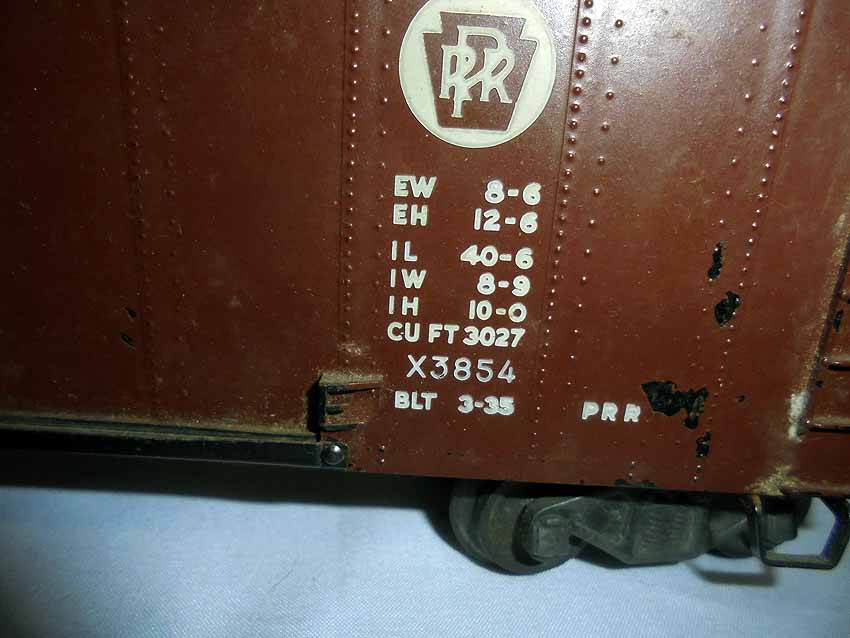 PRR
EW 8-6
EH 12-6
IL 40-6
IW 8-9
IH 10-0
CU FT 3027
X3854
BLT 3-35
PRR